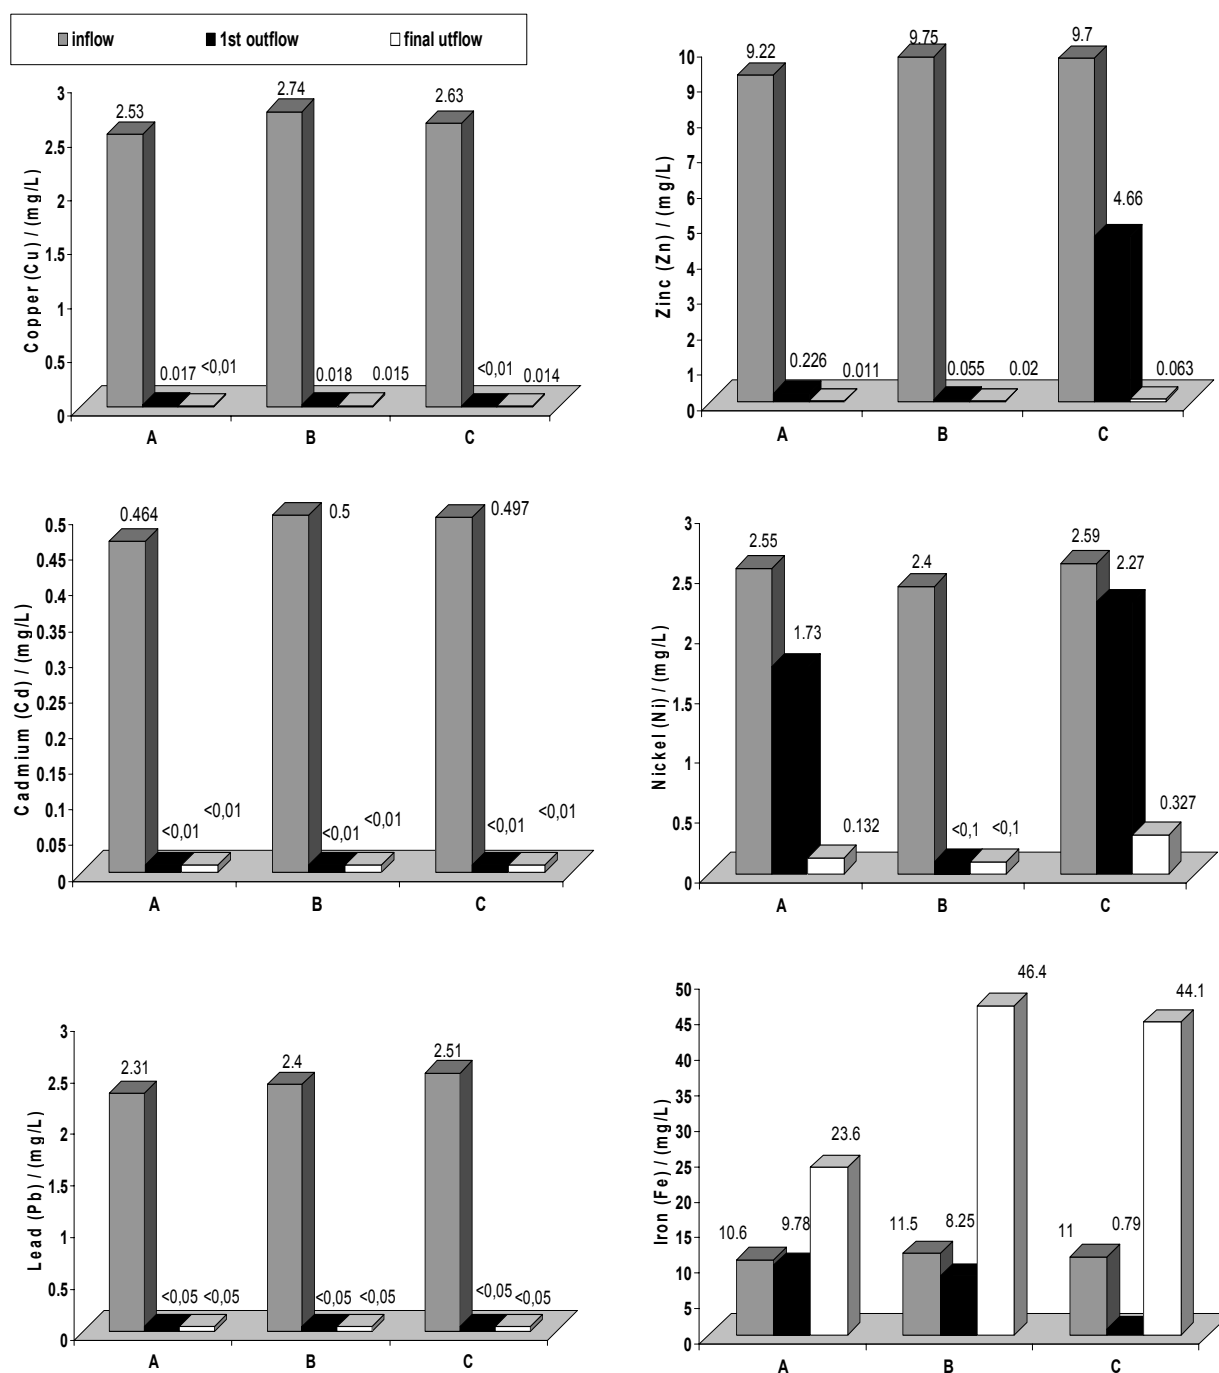 inflow 1st outflow final utflow
Copper (Cu) / (mg/L)
3
2.5
2
1.5
1
0.5
0
2.53 2.74 2.63
0.017 <0,01 0.018 0.015 <0,01 0.014
A B C
Zinc (Zn) / (mg/L)
10
9
8
10
7
6
5
4
3
2
1
0
9.22 9.75 9.7
4.66
0.226 0.011 0.055 0.02 0.063
A B C
Cadmium (Cd) / (mg/L)
0.5
0.45
0.4
0.35
0.3
0.25
0.2
0.15
0.1
0.05
0
0.464 0.5 0.497
<0,01 <0,01 <0,01 <0,01 <0,01 <0,01
A B C
Nickel (Ni) / (mg/L)
3
2.5
2
1.5
1
0.5
0
2.55 2.4 2.59
1.73 2.27
0.132 <0,1 <0,1 0.327
A B C
Lead (Pb) / (mg/L)
3
2.5
2
1.5
1
0.5
0
2.31 2.4 2.51
<0,05 <0,05 <0,05 <0,05 <0,05 <0,05
A B C
Iron (Fe) / (mg/L)
50
45
40
35
30
25
20
15
10
5
0
10.6 9.78 23.6 11.5 8.25 46.4 11 0.79 44.1
A B C